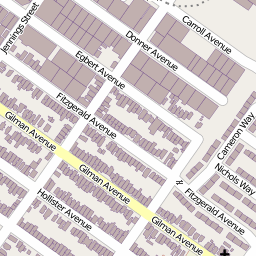 Jennings Street
Carroll Avenue
Donner Avenue
Egbert Avenue
Fitzgerald Avenue
Gilman Avenue
Cameron Way
Gilman Avenue
Nichols Way
Hollister Avenue
Fitzgerald Avenue
Gilman Avenue